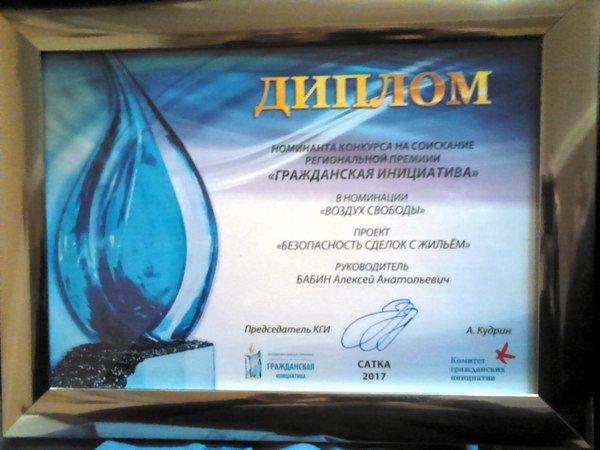 ДИПЛОМ
НОМИНАНТА КОНКУРСА НА СОИСКАНИЕ
РЕГИОНАЛЬНОЙ ПРЕМИИИ
«ГРАЖДАНСКАЯ ИНИЦИАТИВА»
В НОМИНАЦИИ
«ВОЗДУХ СВОБОДЫ»
ПРОЕКТ
«БЕЗОПАСНОСТЬ СДЕЛОК С ЖИЛЬЁМ»
РУКОВОДИТЕЛЬ
БАБИН Алексей Анатольевич
Председатель КГИ
А. Кудрин
ГРАЖДАНСКАЯ
ИНИЦИАТИВА
САТКА
2017
Комитет
гражданских
инициатив